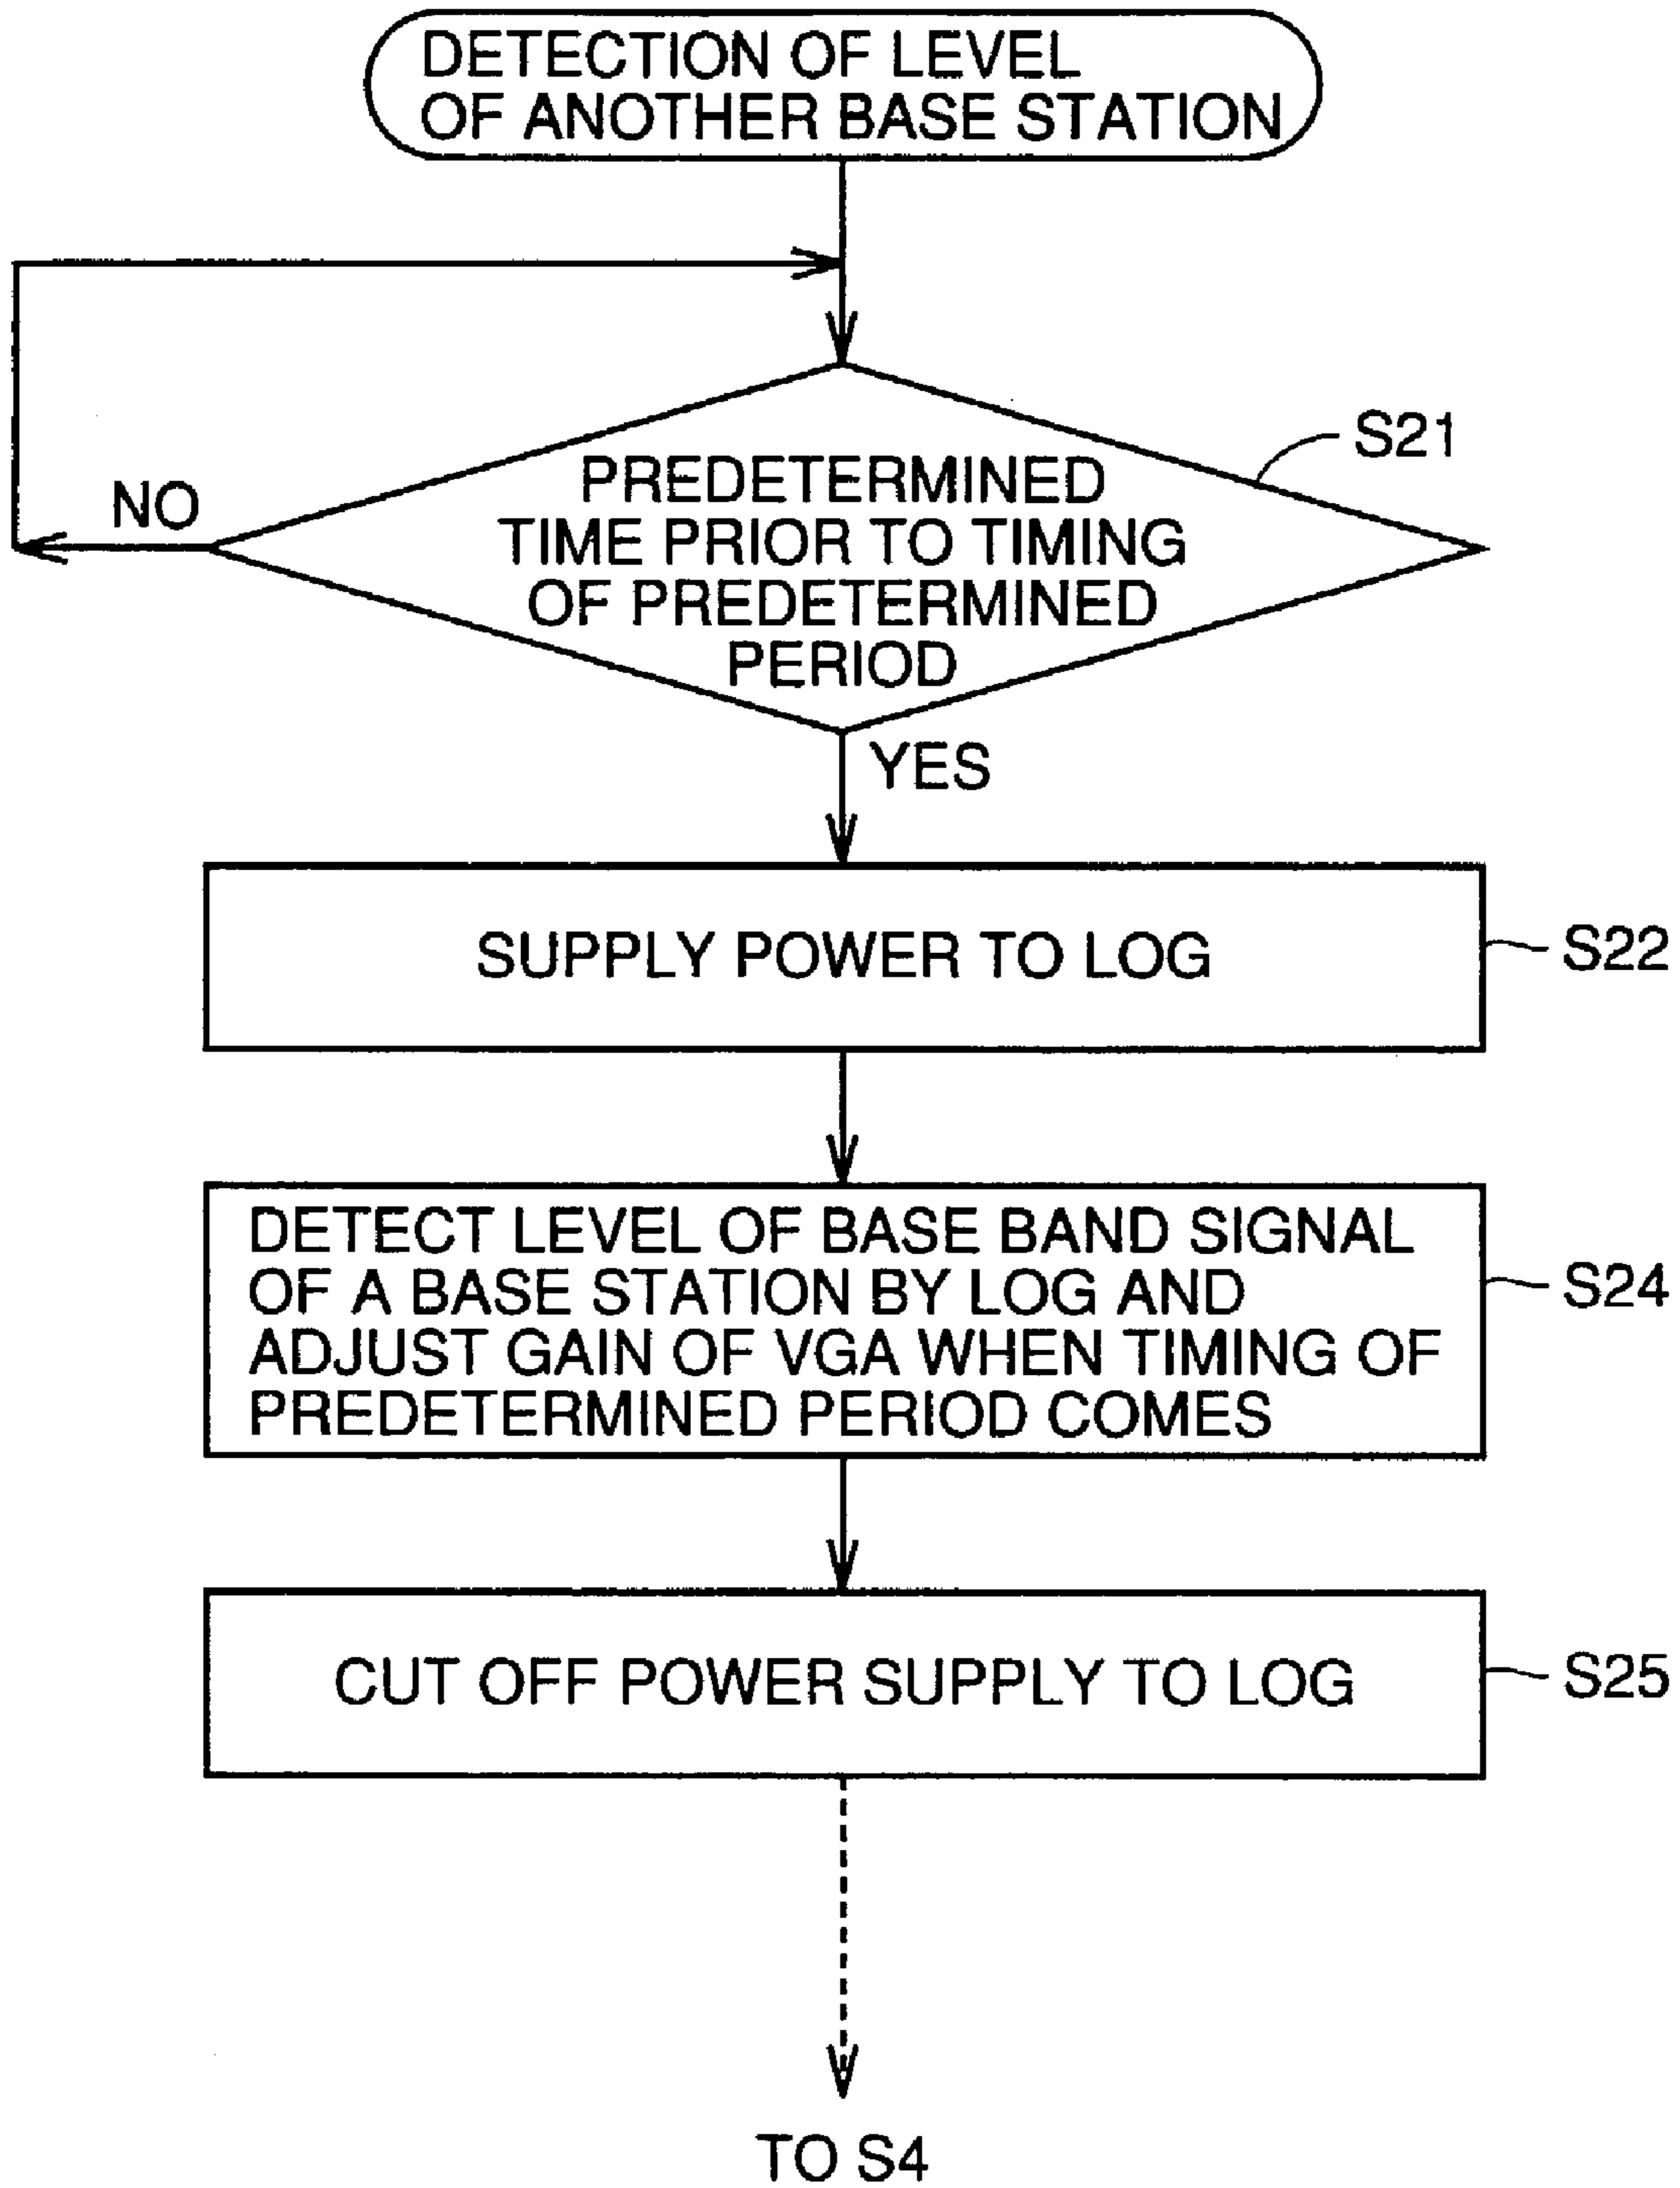 DETECTION OF LEVEL
OF ANOTHER BASE STATION
S21
NO
PREDETERMINED
TIME PRIOR TO TIMING
OF PREDETERMINED
PERIOD
YES
SUPPLY POWER TO LOG
S22
DETECT LEVEL OF BASE BAND SIGNAL
OF A BASE STATION BY LOG AND
ADJUST GAIN OF VGA WHEN TIMING OF
PREDETERMINED PERIOD COMES
S24
CUT OFF POWER SUPPLY TO LOG
S25
TO S4